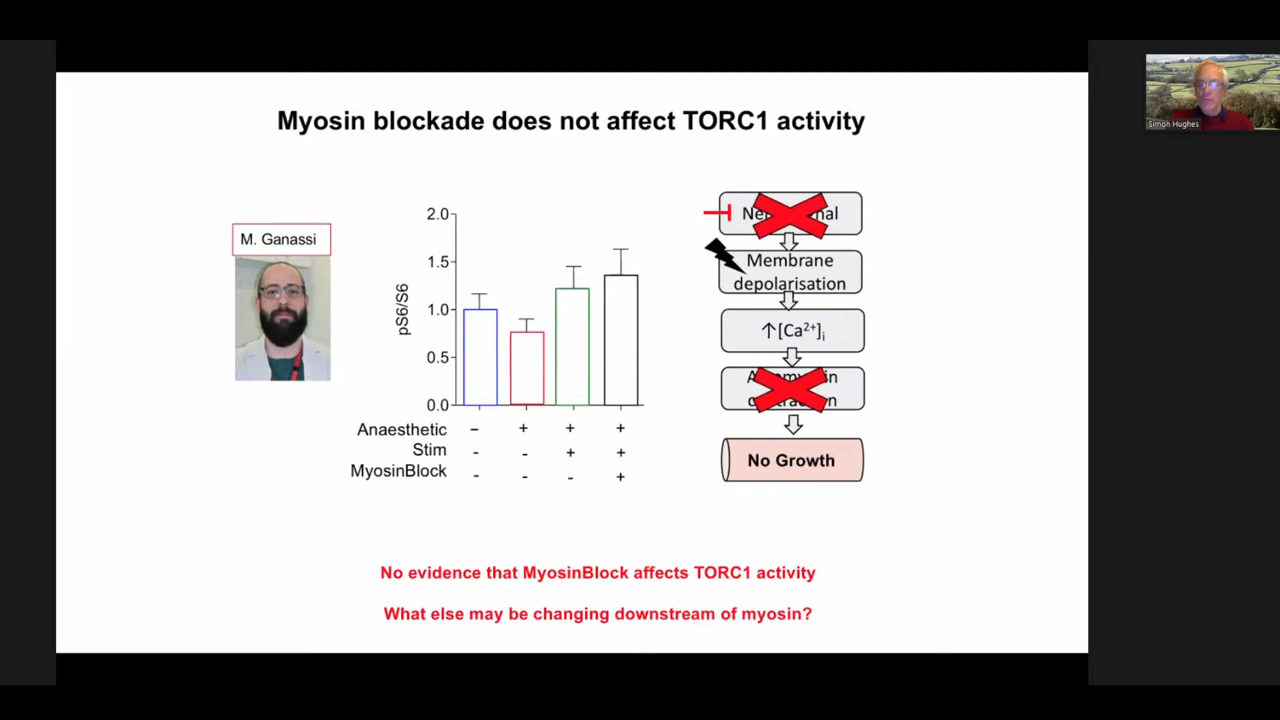 Myosin blockade does not affect TORC1 activity
Simon Hughes
M. Ganassi
2.0
1.5
1.0
0.5
0.0
pS6/S6
Anaesthetic - + + +
Stim - - + +
MyosinBlock - - - +
Membrane
depolarisation
↑[Ca²⁺]ᵢ
No Growth
No evidence that MyosinBlock affects TORC1 activity
What else may be changing downstream of myosin?